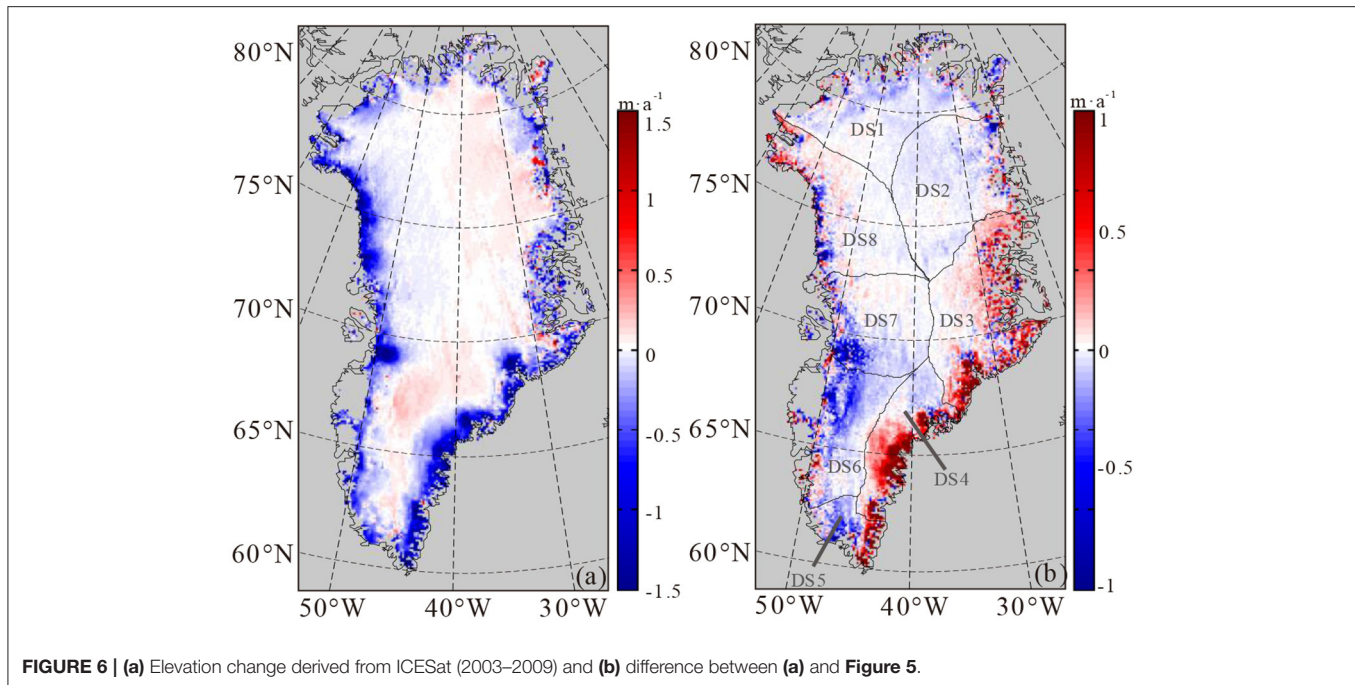 80°N
75°N
70°N
65°N
60°N
50°W
40°W
30°W
m·a⁻¹
1.5
1
0.5
0
-0.5
-1
-1.5
(a)
80°N
75°N
70°N
65°N
60°N
50°W
40°W
30°W
DS1
DS2
DS8
DS7
DS3
DS6
DS4
DS5
m·a⁻¹
1
0.5
0
-0.5
-1
(b)
FIGURE 6 | (a) Elevation change derived from ICESat (2003–2009) and (b) difference between (a) and Figure 5.